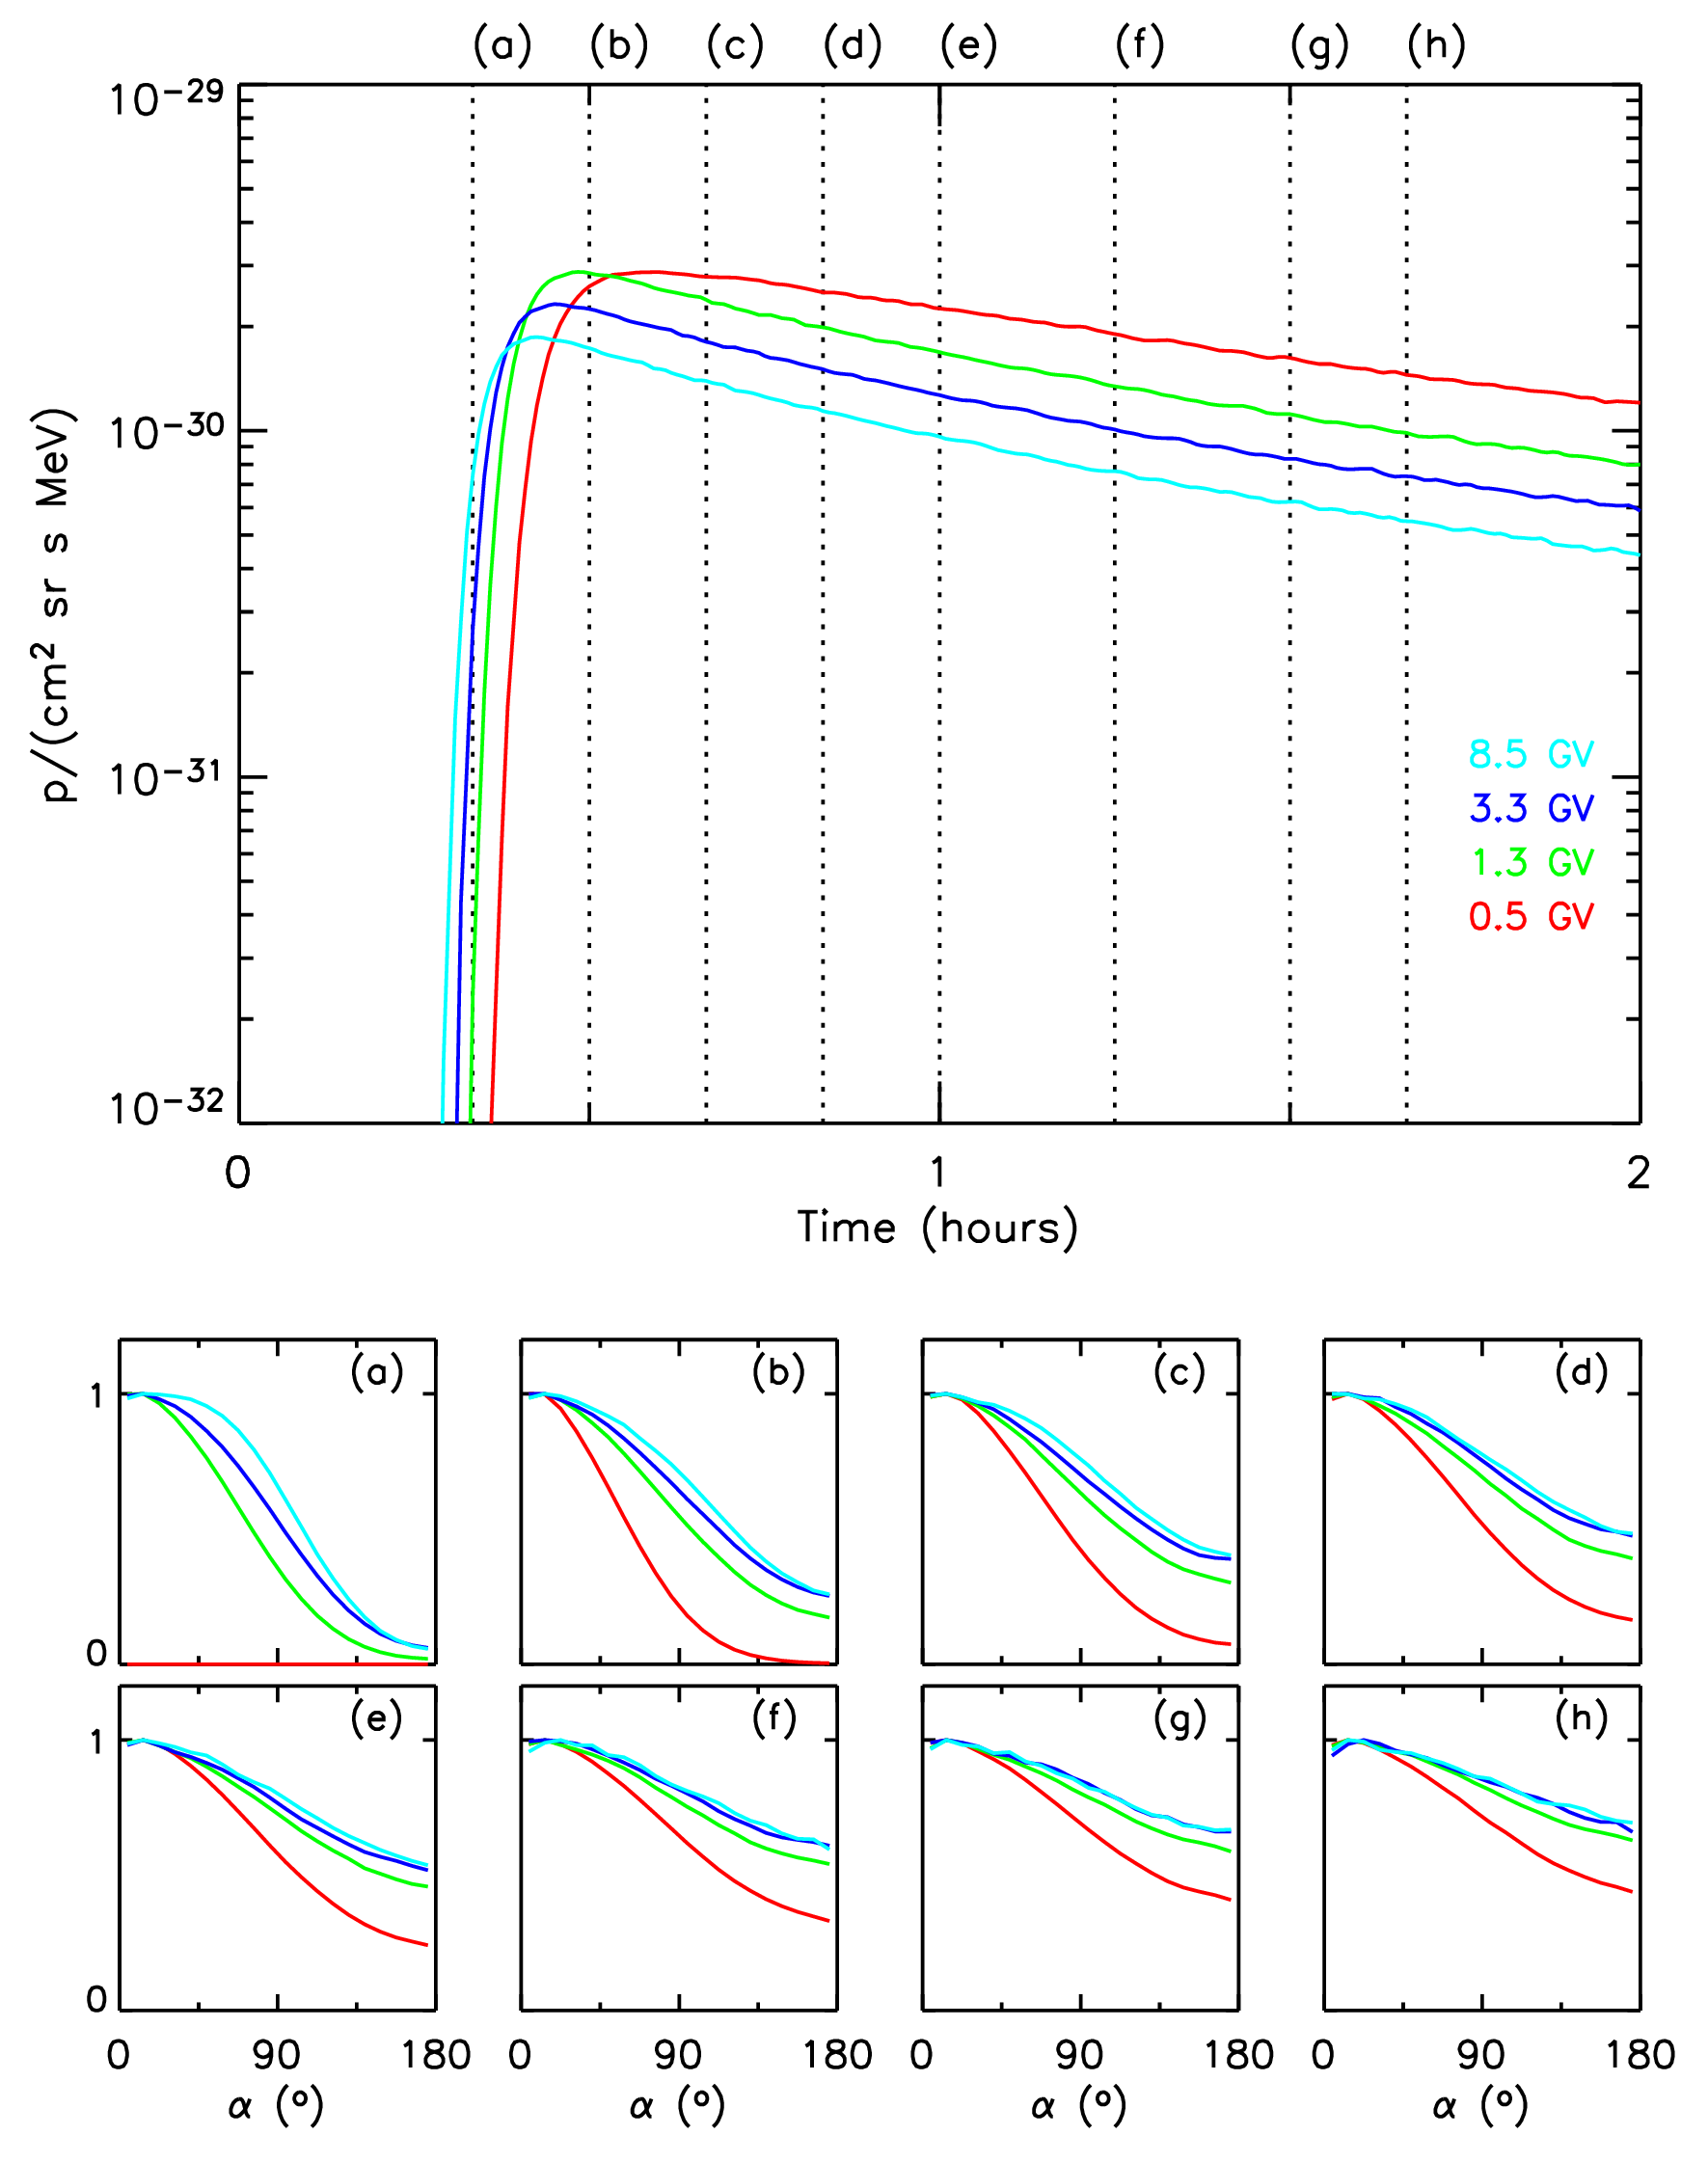 (a) (b) (c) (d) (e) (f) (g) (h)
10⁻²⁹
10⁻³⁰
10⁻³¹
10⁻³²
p/(cm² sr s MeV)
8.5 GV
3.3 GV
1.3 GV
0.5 GV
0 1 2
Time (hours)
(a) (b) (c) (d)
1
0
(e) (f) (g) (h)
1
0
0 90 180 0 90 180 0 90 180 0 90 180
α (°) α (°) α (°) α (°)